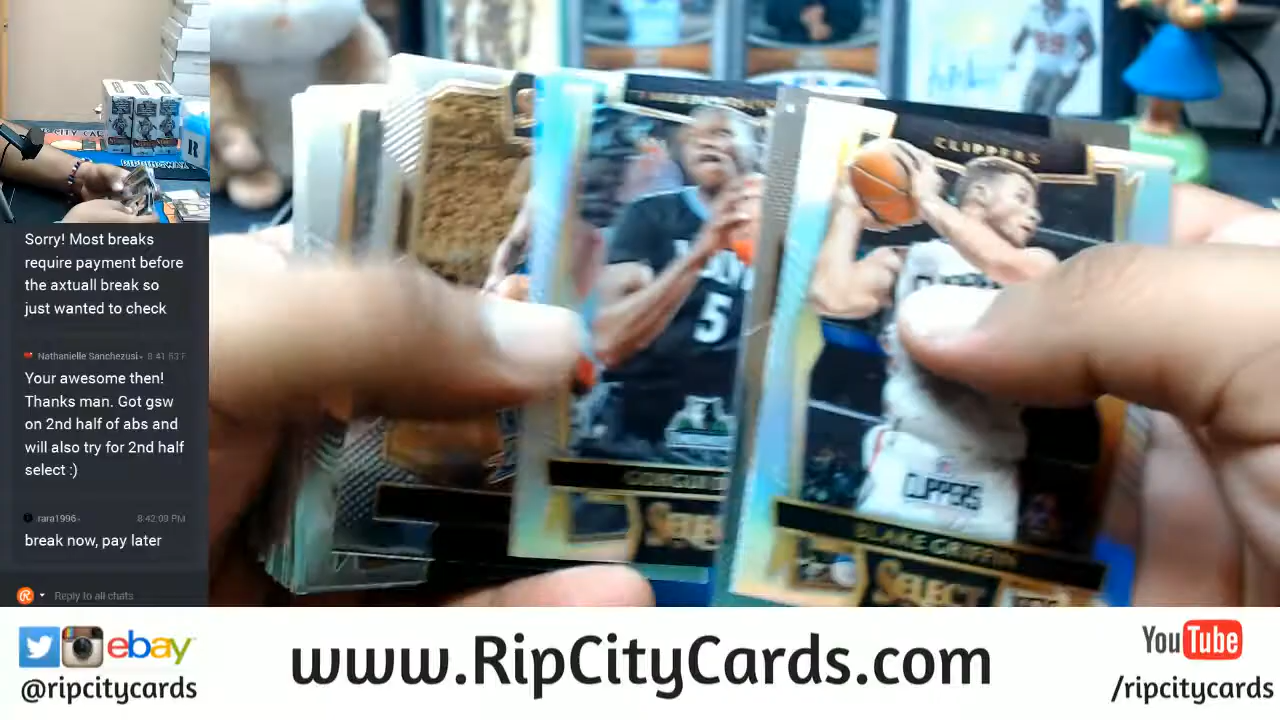 Sorry! Most breaks
require payment before
the axtuall break so
just wanted to check
Nathanielle Sanchezusi
Your awesome then!
Thanks man. Got gsw
on 2nd half of abs and
will also try for 2nd half
select :)
rara1996
8:42:09 PM
break now, pay later
Reply to all chats
CLIPPERS
5
CLIPPERS
BLAKE GRIFFIN
SELECT
ebay
@ripcitycards
www.RipCityCards.com
YouTube
/ripcitycards